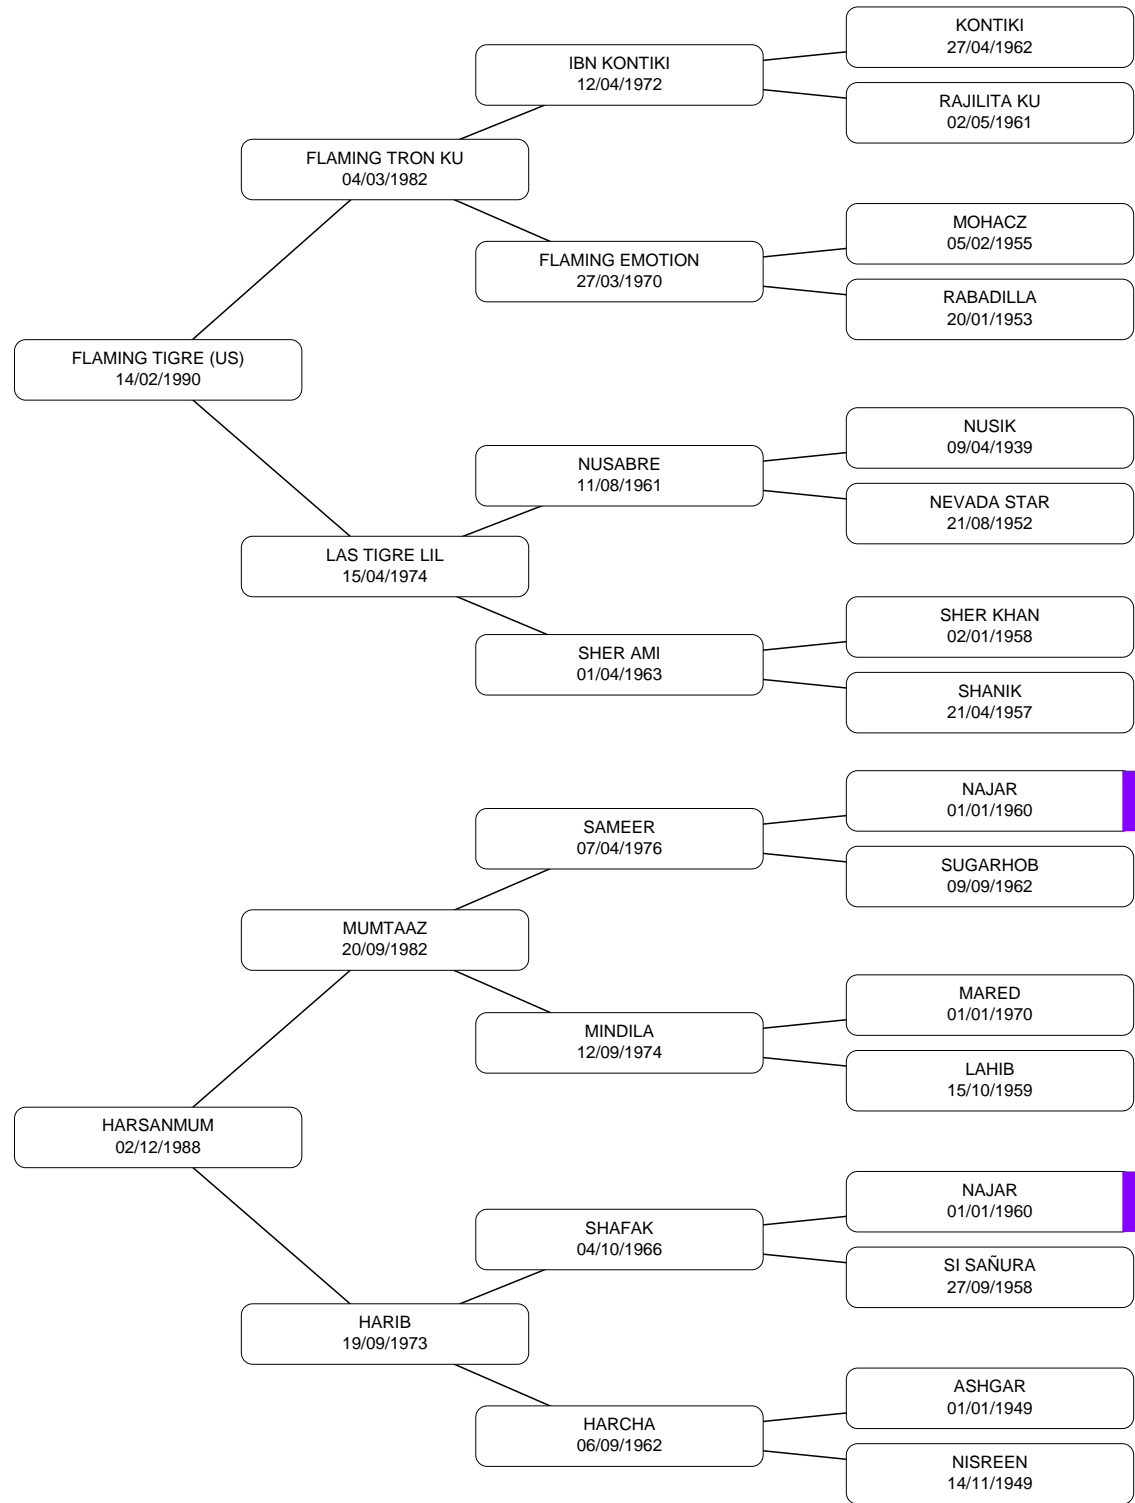 KONTIKI
27/04/1962
IBN KONTIKI
12/04/1972
RAJILITA KU
02/05/1961
FLAMING TRON KU
04/03/1982
MOHACZ
05/02/1955
FLAMING EMOTION
27/03/1970
RABADILLA
20/01/1953
FLAMING TIGRE (US)
14/02/1990
NUSIK
09/04/1939
NUSABRE
11/08/1961
NEVADA STAR
21/08/1952
LAS TIGRE LIL
15/04/1974
SHER KHAN
02/01/1958
SHER AMI
01/04/1963
SHANIK
21/04/1957
NAJAR
01/01/1960
SAMEER
07/04/1976
SUGARHOB
09/09/1962
MUMTAAZ
20/09/1982
MARED
01/01/1970
MINDILA
12/09/1974
LAHIB
15/10/1959
HARSANMUM
02/12/1988
NAJAR
01/01/1960
SHAFAK
04/10/1966
SI SAÑURA
27/09/1958
HARIB
19/09/1973
ASHGAR
01/01/1949
HARCHA
06/09/1962
NISREEN
14/11/1949